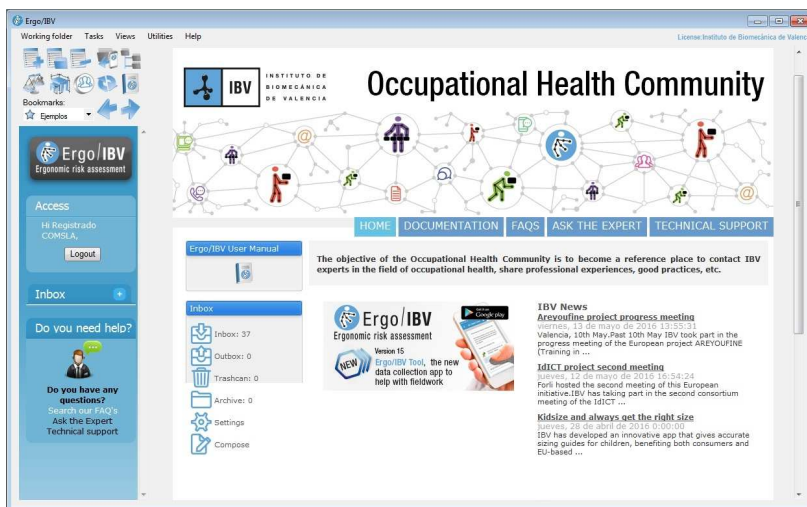 Ergo/IBV
Working folder Tasks Views Utilities Help
License:Instituto de Biomecánica de Valenc
Bookmarks:
Ejemplos
IBV
INSTITUTO DE
BIOMECÁNICA
DE VALENCIA
Occupational Health Community
Ergo/IBV
Ergonomic risk assessment
Access
Hi Registrado
COMSLA,
Logout
Inbox +
Do you need help?
Do you have any
questions?
Search our FAQ's
Ask the Expert
Technical support
HOME DOCUMENTATION FAQS ASK THE EXPERT TECHNICAL SUPPORT
Ergo/IBV User Manual
The objective of the Occupational Health Community is to become a reference place to contact IBV
experts in the field of occupational health, share professional experiences, good practices, etc.
Inbox
Inbox: 37
Outbox: 0
Trashcan: 0
Archive: 0
Settings
Compose
Ergo/IBV
Ergonomic risk assessment
Google play
NEW
Version 15
Ergo/IBV Tool, the new
data collection app to
help with fieldwork
IBV News
Areyoufine project progress meeting
viernes, 13 de mayo de 2016 13:55:31
Valencia, 10th May.Past 10th May IBV took part in the
progress meeting of the European project AREYOUFINE
(Training in ...
IdICT project second meeting
jueves, 12 de mayo de 2016 16:54:24
Forli hosted the second meeting of this European
initiative.IBV has taking part in the second consortium
meeting of the IdICT ...
Kidsize and always get the right size
jueves, 28 de abril de 2016 0:00:00
IBV has developed an innovative app that gives accurate
sizing guides for children, benefiting both consumers and
EU-based ...